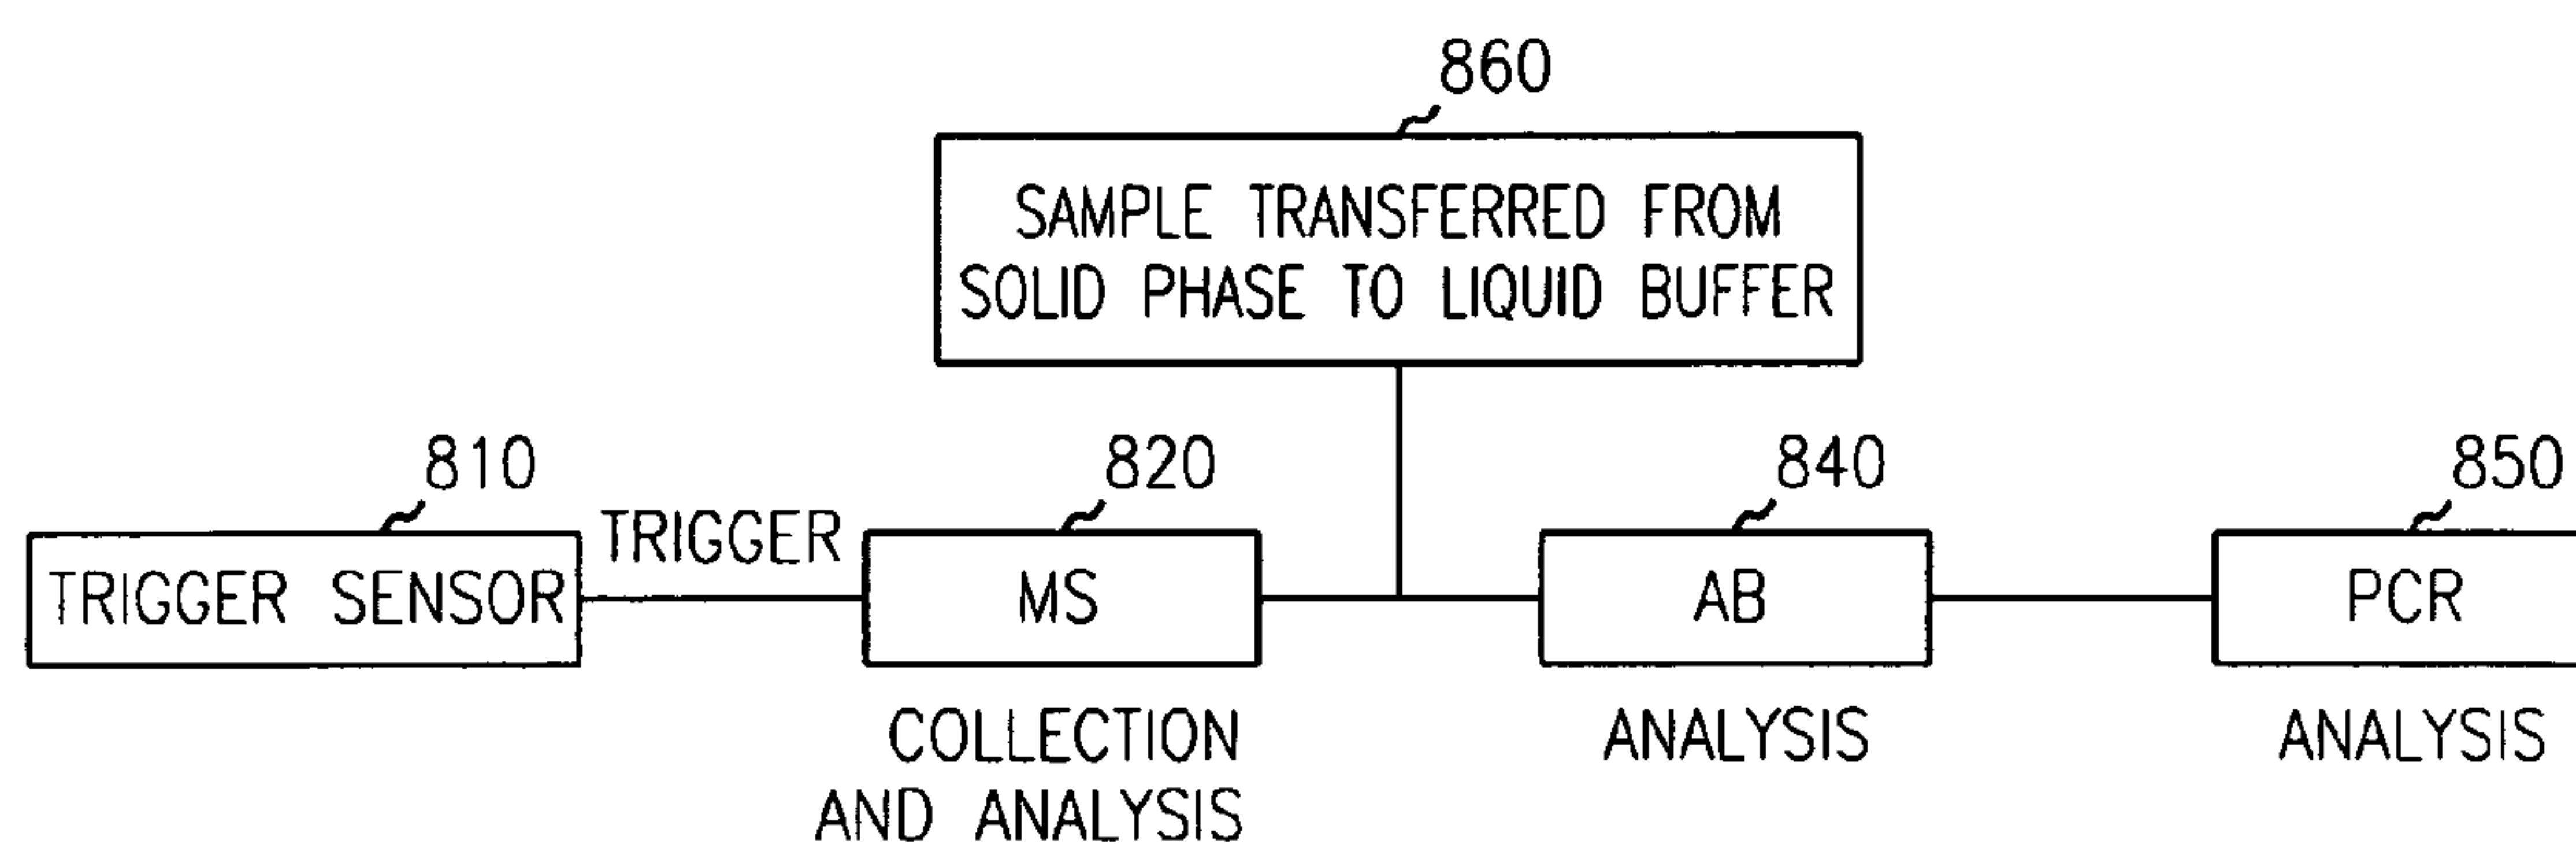 860
SAMPLE TRANSFERRED FROM
SOLID PHASE TO LIQUID BUFFER
810
TRIGGER
820
840
850
TRIGGER SENSOR
MS
AB
PCR
COLLECTION
AND ANALYSIS
ANALYSIS
ANALYSIS